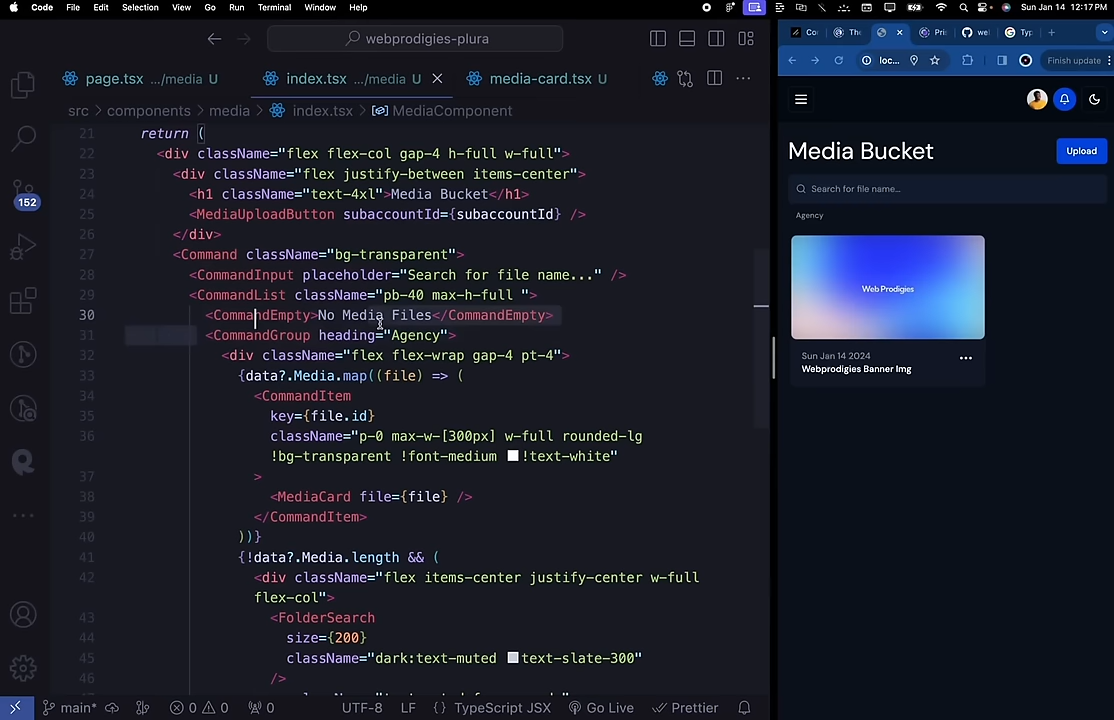 Code File Edit Selection View Go Run Terminal Window Help Sun Jan 14 12:17 PM
webprodigies-plura
page.tsx .../media U index.tsx .../media U media-card.tsx U
src > components > media > index.tsx > MediaComponent
21 return (
22 <div className="flex flex-col gap-4 h-full w-full">
23 <div className="flex justify-between items-center">
24 <h1 className="text-4xl">Media Bucket</h1>
25 <MediaUploadButton subaccountId={subaccountId} />
26 </div>
27 <Command className="bg-transparent">
28 <CommandInput placeholder="Search for file name..." />
29 <CommandList className="pb-40 max-h-full ">
30 <CommandEmpty>No Media Files</CommandEmpty>
31 <CommandGroup heading="Agency">
32 <div className="flex flex-wrap gap-4 pt-4">
33 {data?.Media.map((file) => (
34 <CommandItem
35 key={file.id}
36 className="p-0 max-w-[300px] w-full rounded-lg
!bg-transparent !font-medium !text-white"
37 >
38 <MediaCard file={file} />
39 </CommandItem>
40 ))}
41 {!data?.Media.length && (
42 <div className="flex items-center justify-center w-full
flex-col">
43 <FolderSearch
44 size={200}
45 className="dark:text-muted text-slate-300"
46 />
152
main* 0 0 0 UTF-8 LF {} TypeScript JSX Go Live Prettier
Cor The Pris wel Typ
loc... Finish update
Media Bucket
Upload
Search for file name...
Agency
Web Prodigies
Sun Jan 14 2024
Webprodigies Banner Img